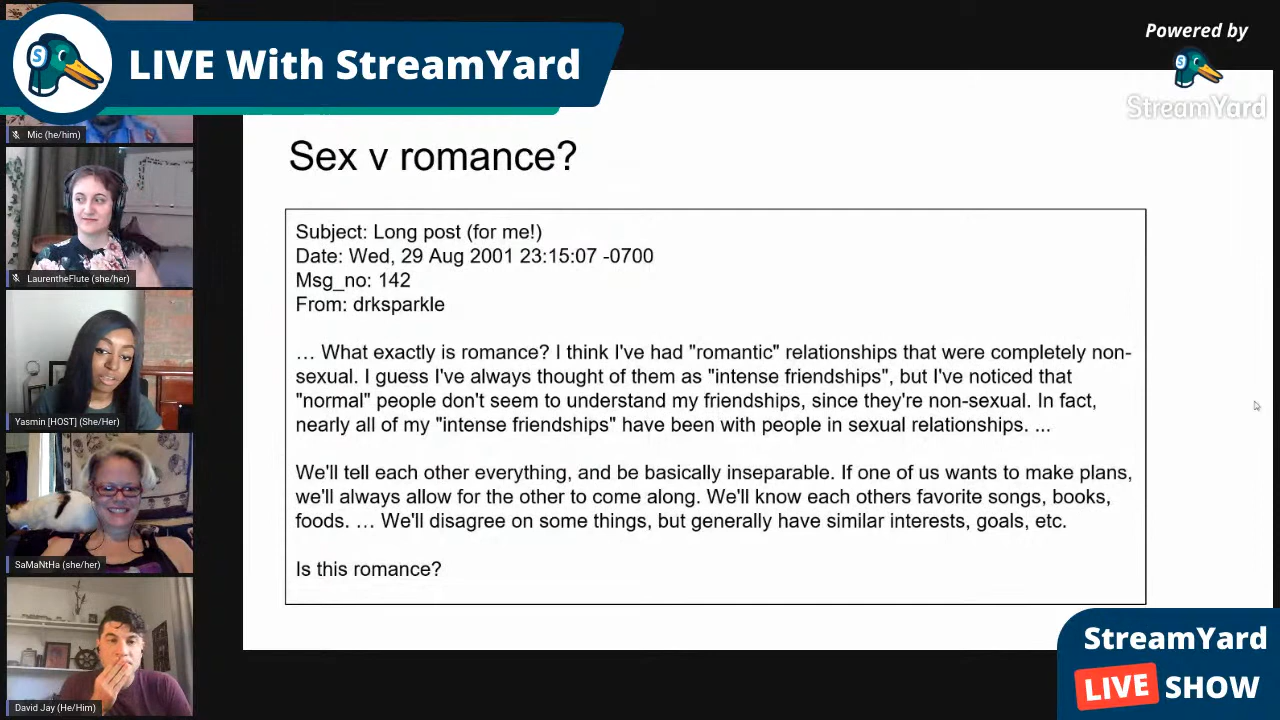 LIVE With StreamYard
Powered by
StreamYard
Mic (he/him)
LaurentheFlute (she/her)
Yasmin [HOST] (She/Her)
SaMaNtHa (she/her)
David Jay (He/Him)
Sex v romance?
Subject: Long post (for me!)
Date: Wed, 29 Aug 2001 23:15:07 -0700
Msg_no: 142
From: drksparkle
… What exactly is romance? I think I've had "romantic" relationships that were completely non-
sexual. I guess I've always thought of them as "intense friendships", but I've noticed that
"normal" people don't seem to understand my friendships, since they're non-sexual. In fact,
nearly all of my "intense friendships" have been with people in sexual relationships. ...
We'll tell each other everything, and be basically inseparable. If one of us wants to make plans,
we'll always allow for the other to come along. We'll know each others favorite songs, books,
foods. … We'll disagree on some things, but generally have similar interests, goals, etc.
Is this romance?
StreamYard
LIVE SHOW